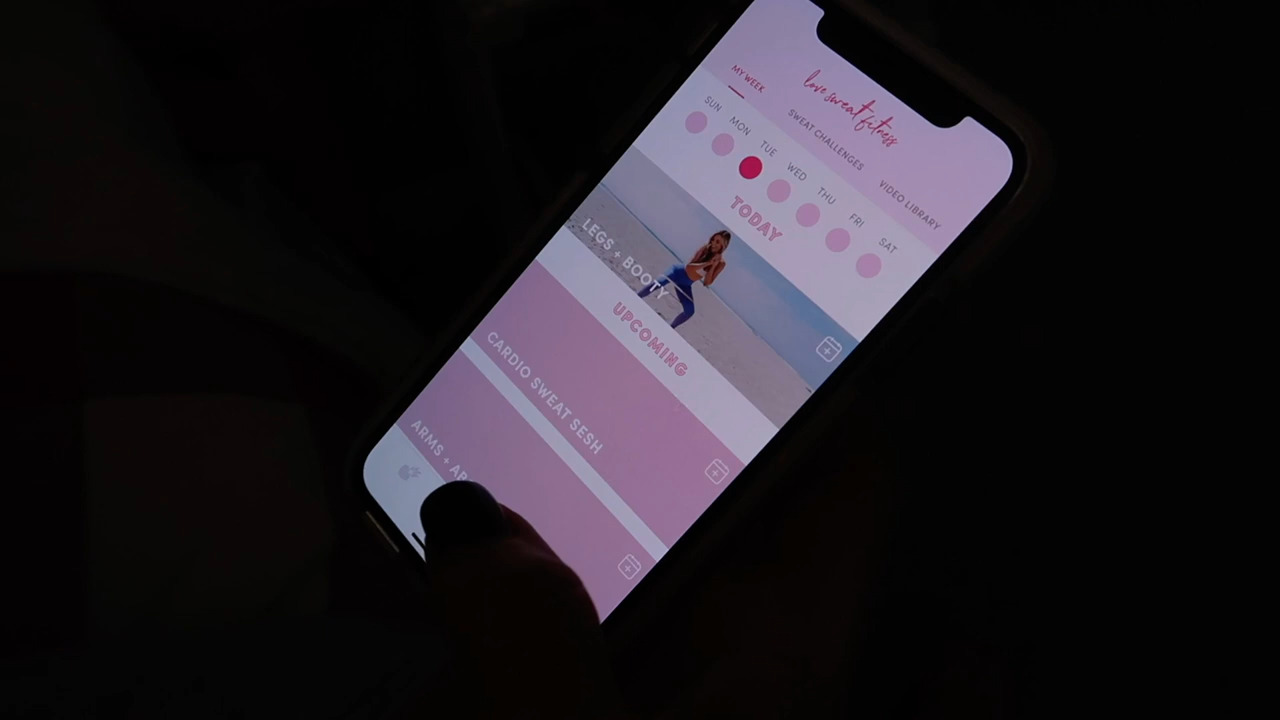 love sweat fitness
MY WEEK SWEAT CHALLENGES VIDEO LIBRARY
SUN MON TUE WED THU FRI SAT
TODAY
LEGS + BOOTY
UPCOMING
CARDIO SWEAT SESH
ARMS + AB